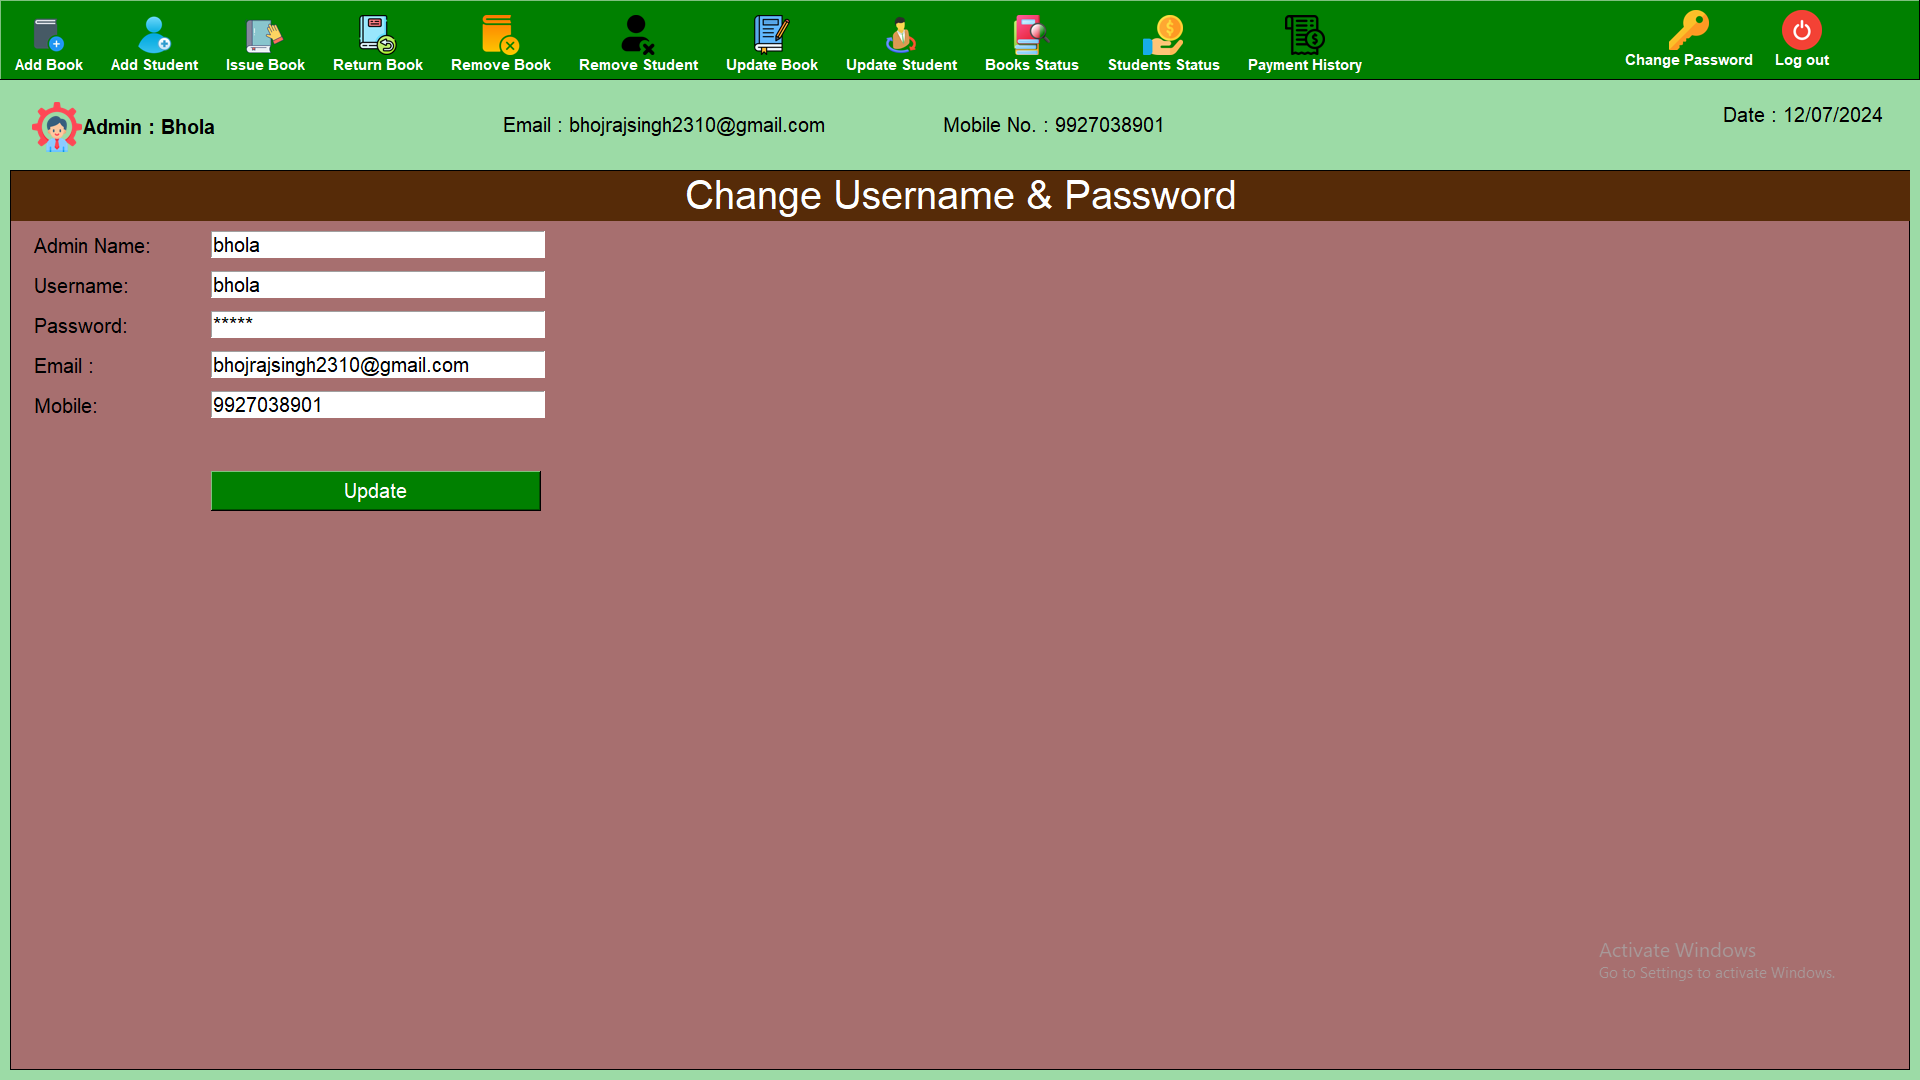 Add Book Add Student Issue Book Return Book Remove Book Remove Student Update Book Update Student Books Status Students Status Payment History Change Password Log out
Admin : Bhola Email : bhojrajsingh2310@gmail.com Mobile No. : 9927038901 Date : 12/07/2024
Change Username & Password
Admin Name: bhola
Username: bhola
Password: *****
Email : bhojrajsingh2310@gmail.com
Mobile: 9927038901
Update
Activate Windows
Go to Settings to activate Windows.